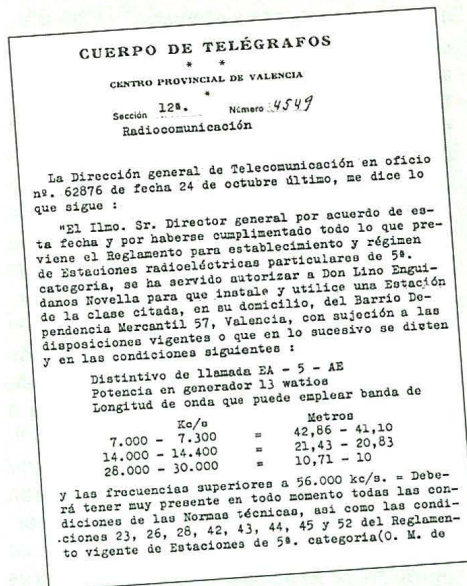 CUERPO DE TELÉGRAFOS
* *
CENTRO PROVINCIAL DE VALENCIA
*
Sección 12ª. Número 4549
Radiocomunicación
La Dirección general de Telecomunicación en oficio
nº. 62876 de fecha 24 de octubre último, me dice lo
que sigue :
"El Ilmo. Sr. Director general por acuerdo de es-
ta fecha y por haberse cumplimentado todo lo que pre-
viene el Reglamento para establecimiento y régimen
de Estaciones radioeléctricas particulares de 5ª.
categoria, se ha servido autorizar a Don Lino Engui-
danos Novella para que instale y utilice una Estación
de la clase citada, en su domicilio, del Barrio De-
pendencia Mercantil 57, Valencia, con sujeción a las
disposiciones vigentes o que en lo sucesivo se dicten
y en las condiciones siguientes :
Distintivo de llamada EA - 5 - AE
Potencia en generador 13 watios
Longitud de onda que puede emplear banda de
Kc/s Metros
7.000 - 7.300 = 42,86 - 41,10
14.000 - 14.400 = 21,43 - 20,83
28.000 - 30.000 = 10,71 - 10
y las frecuencias superiores a 56.000 kc/s. = Debe-
rá tener muy presente en todo momento todas las con-
diciones de las Normas técnicas, asi como las condi-
ciones 23, 26, 28, 42, 43, 44, 45 y 52 del Reglamen-
to vigente de Estaciones de 5ª. categoria(O. M. de